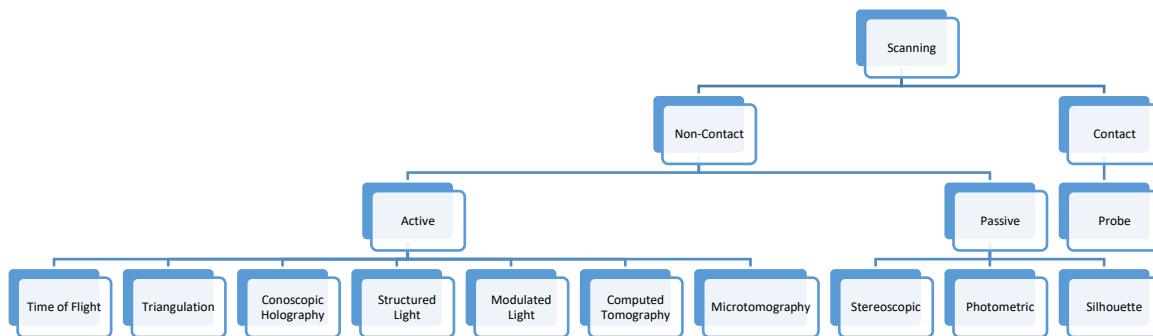 Scanning
Non-Contact
Contact
Active
Passive
Probe
Time of Flight
Triangulation
Conoscopic
Holography
Structured
Light
Modulated
Light
Computed
Tomography
Microtomography
Stereoscopic
Photometric
Silhouette